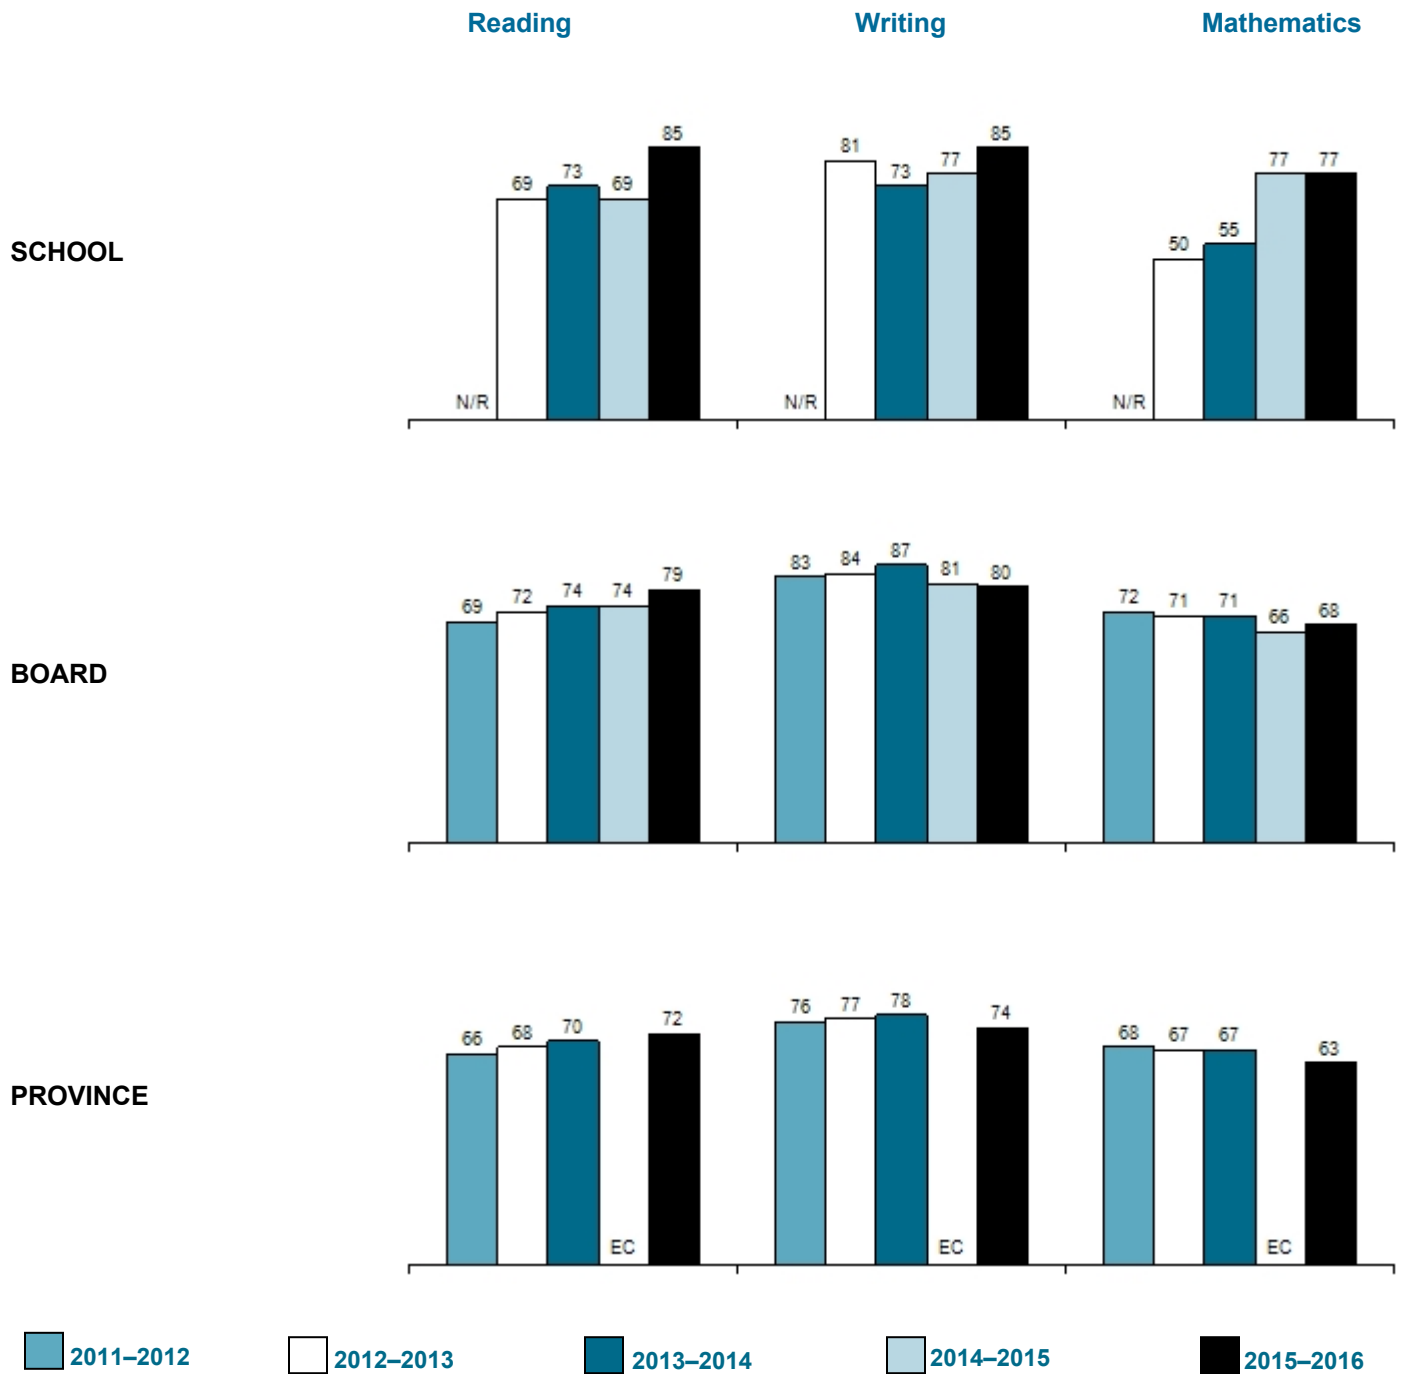 Reading Writing Mathematics
SCHOOL
N/R 69 73 69 85
N/R 81 73 77 85
N/R 50 55 77 77
BOARD
69 72 74 74 79
83 84 87 81 80
72 71 71 66 68
PROVINCE
66 68 70 EC 72
76 77 78 EC 74
68 67 67 EC 63
2011–2012 2012–2013 2013–2014 2014–2015 2015–2016